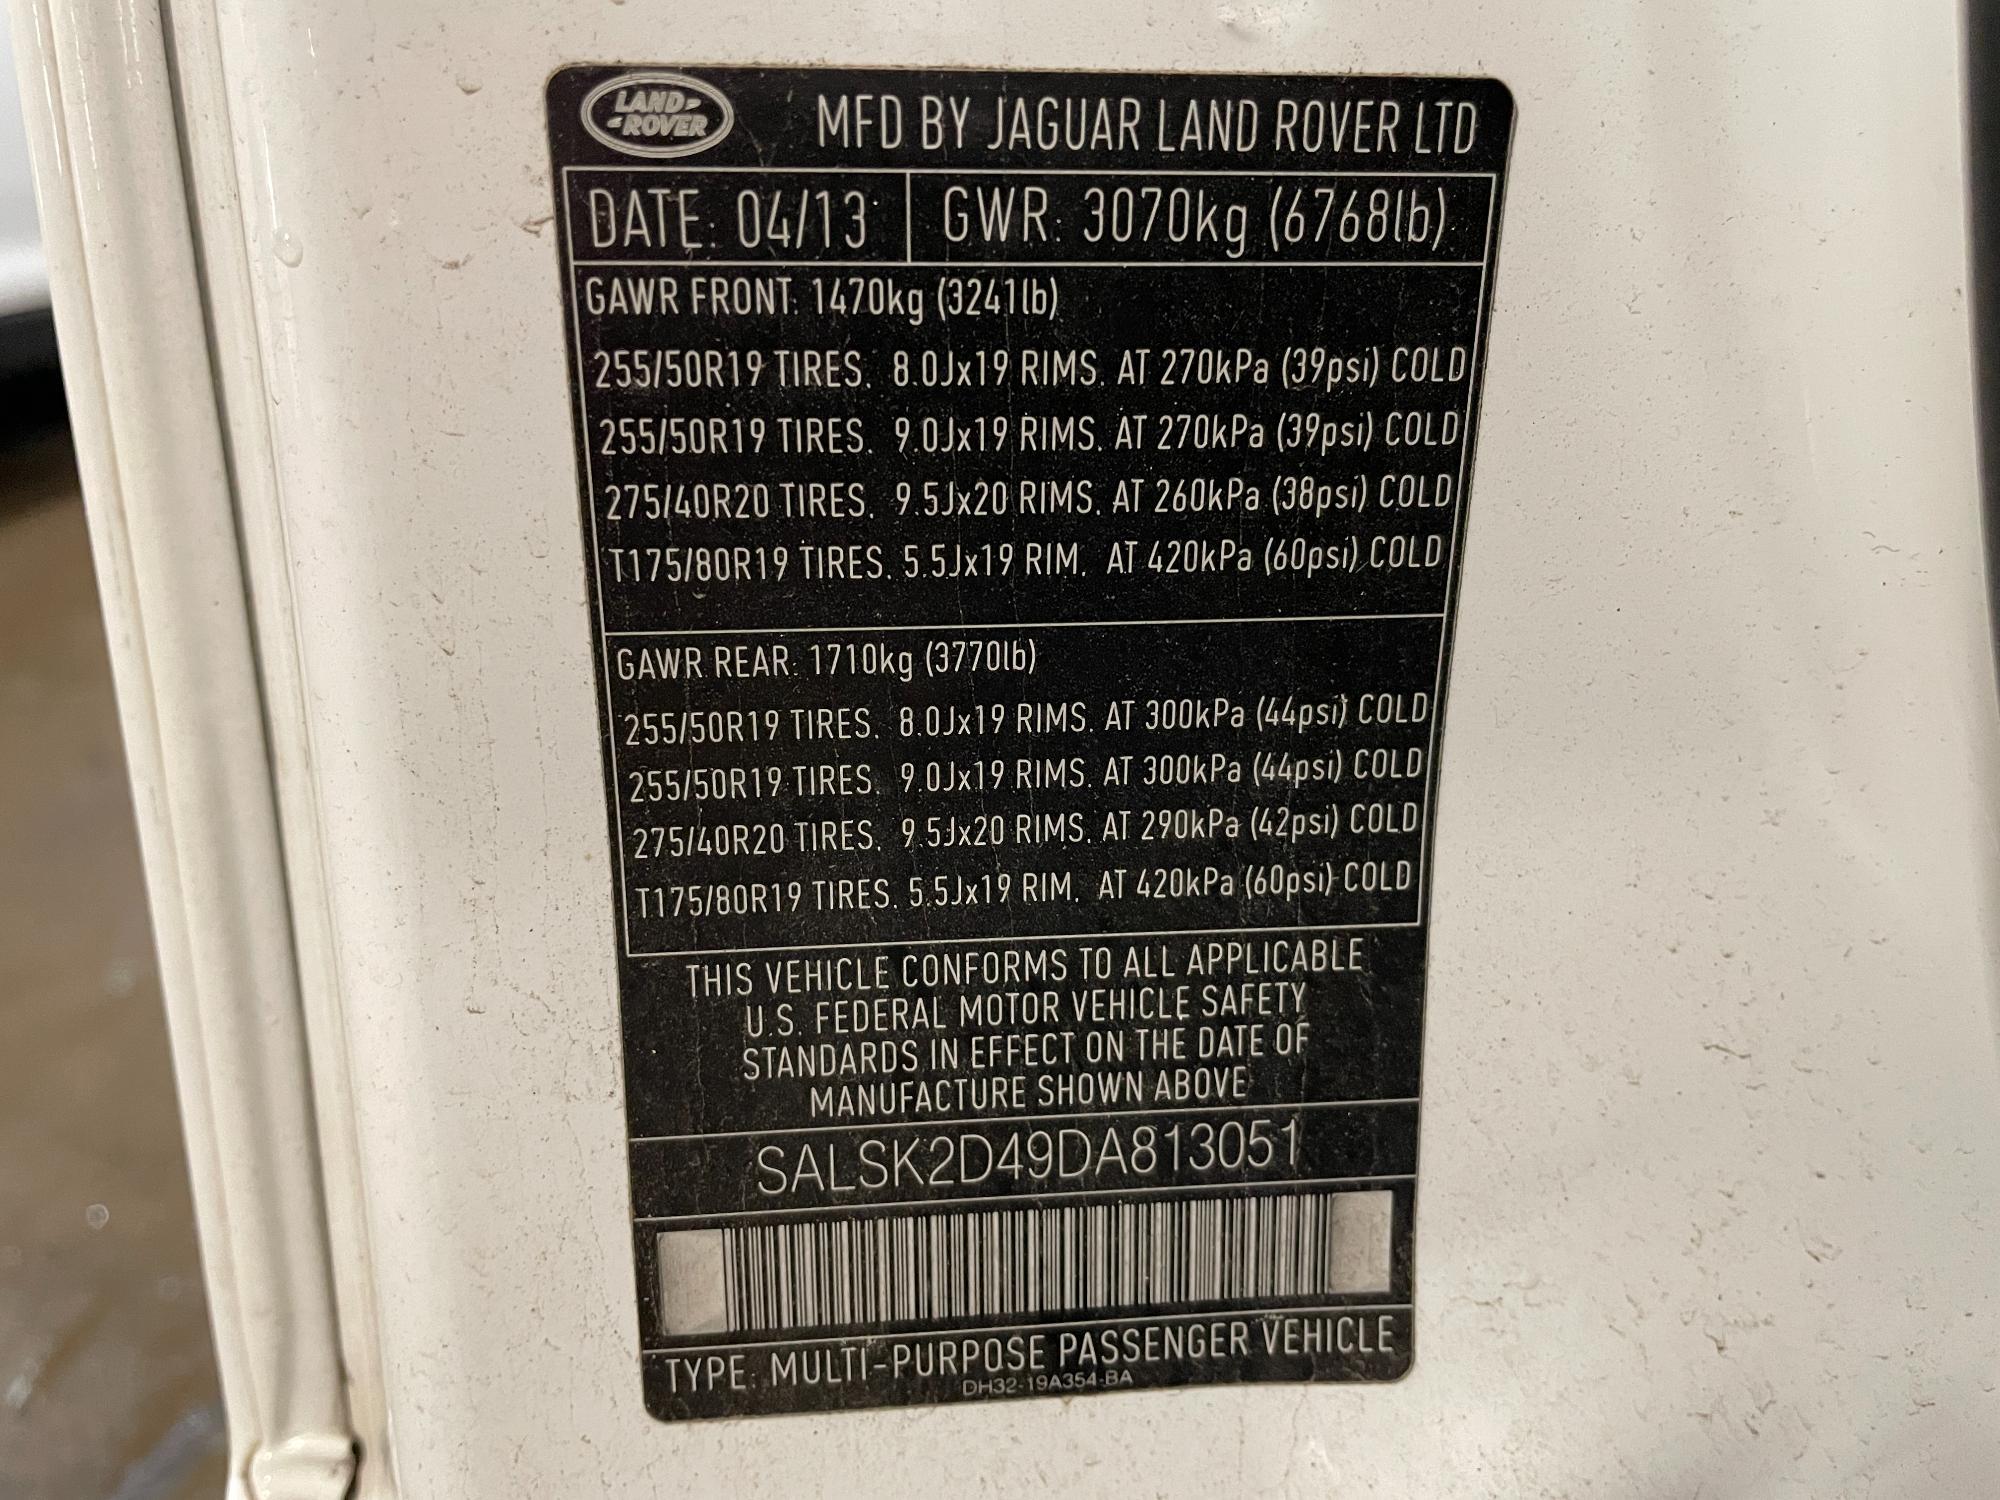 LAND-
-ROVER
MFD BY JAGUAR LAND ROVER LTD
DATE: 04/13
GWR: 3070kg (6768lb)
GAWR FRONT: 1470kg (3241lb)
255/50R19 TIRES. 8.0Jx19 RIMS. AT 270kPa (39psi) COLD
255/50R19 TIRES. 9.0Jx19 RIMS. AT 270kPa (39psi) COLD
275/40R20 TIRES. 9.5Jx20 RIMS. AT 260kPa (38psi) COLD
T175/80R19 TIRES. 5.5Jx19 RIM. AT 420kPa (60psi) COLD
GAWR REAR: 1710kg (3770lb)
255/50R19 TIRES. 8.0Jx19 RIMS. AT 300kPa (44psi) COLD
255/50R19 TIRES. 9.0Jx19 RIMS. AT 300kPa (44psi) COLD
275/40R20 TIRES. 9.5Jx20 RIMS. AT 290kPa (42psi) COLD
T175/80R19 TIRES. 5.5Jx19 RIM. AT 420kPa (60psi) COLD
THIS VEHICLE CONFORMS TO ALL APPLICABLE
U.S. FEDERAL MOTOR VEHICLE SAFETY
STANDARDS IN EFFECT ON THE DATE OF
MANUFACTURE SHOWN ABOVE
SALSK2D49DA813051
TYPE: MULTI-PURPOSE PASSENGER VEHICLE
DH32-19A354-BA